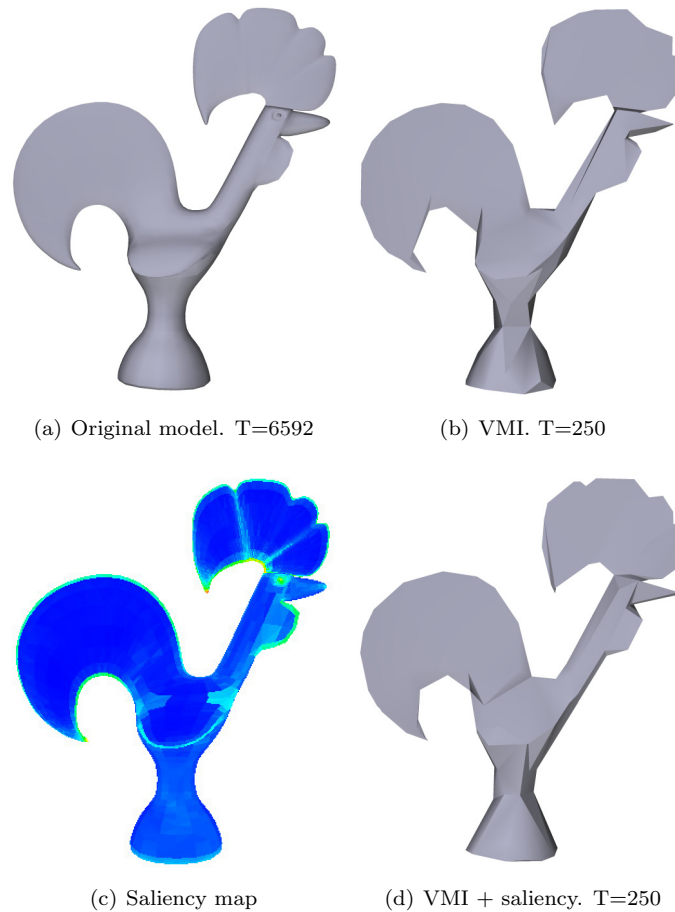 (a) Original model. T=6592
(b) VMI. T=250
(c) Saliency map
(d) VMI + saliency. T=250